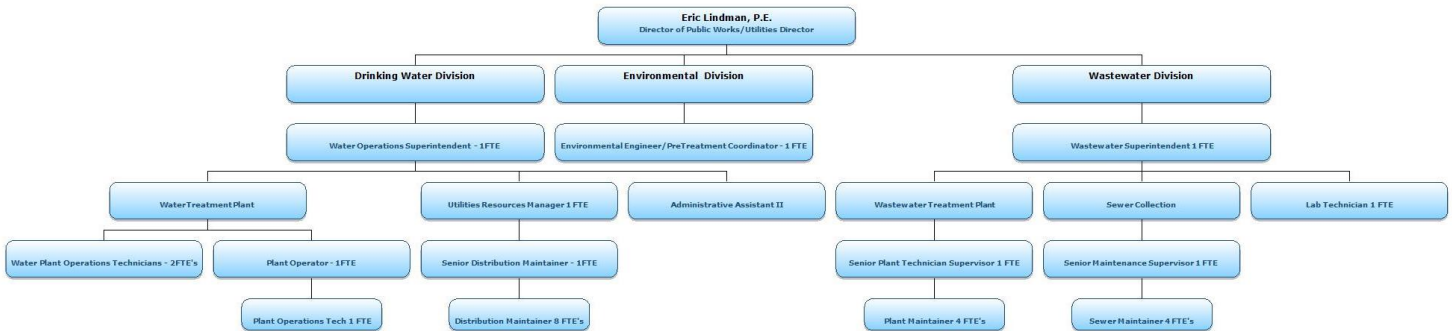 Eric Lindman, P.E.
Director of Public Works/Utilities Director
Drinking Water Division
Environmental Division
Wastewater Division
Water Operations Superintendent - 1FTE
Environmental Engineer/PreTreatment Coordinator - 1 FTE
Wastewater Superintendent 1 FTE
Water Treatment Plant
Utilities Resources Manager 1 FTE
Administrative Assistant II
Wastewater Treatment Plant
Sewer Collection
Lab Technician 1 FTE
Water Plant Operations Technicians - 2FTE's
Plant Operator - 1FTE
Senior Distribution Maintainer - 1FTE
Senior Plant Technician Supervisor 1 FTE
Senior Maintenance Supervisor 1 FTE
Plant Operations Tech 1 FTE
Distribution Maintainer 8 FTE's
Plant Maintainer 4 FTE's
Sewer Maintainer 4 FTE's